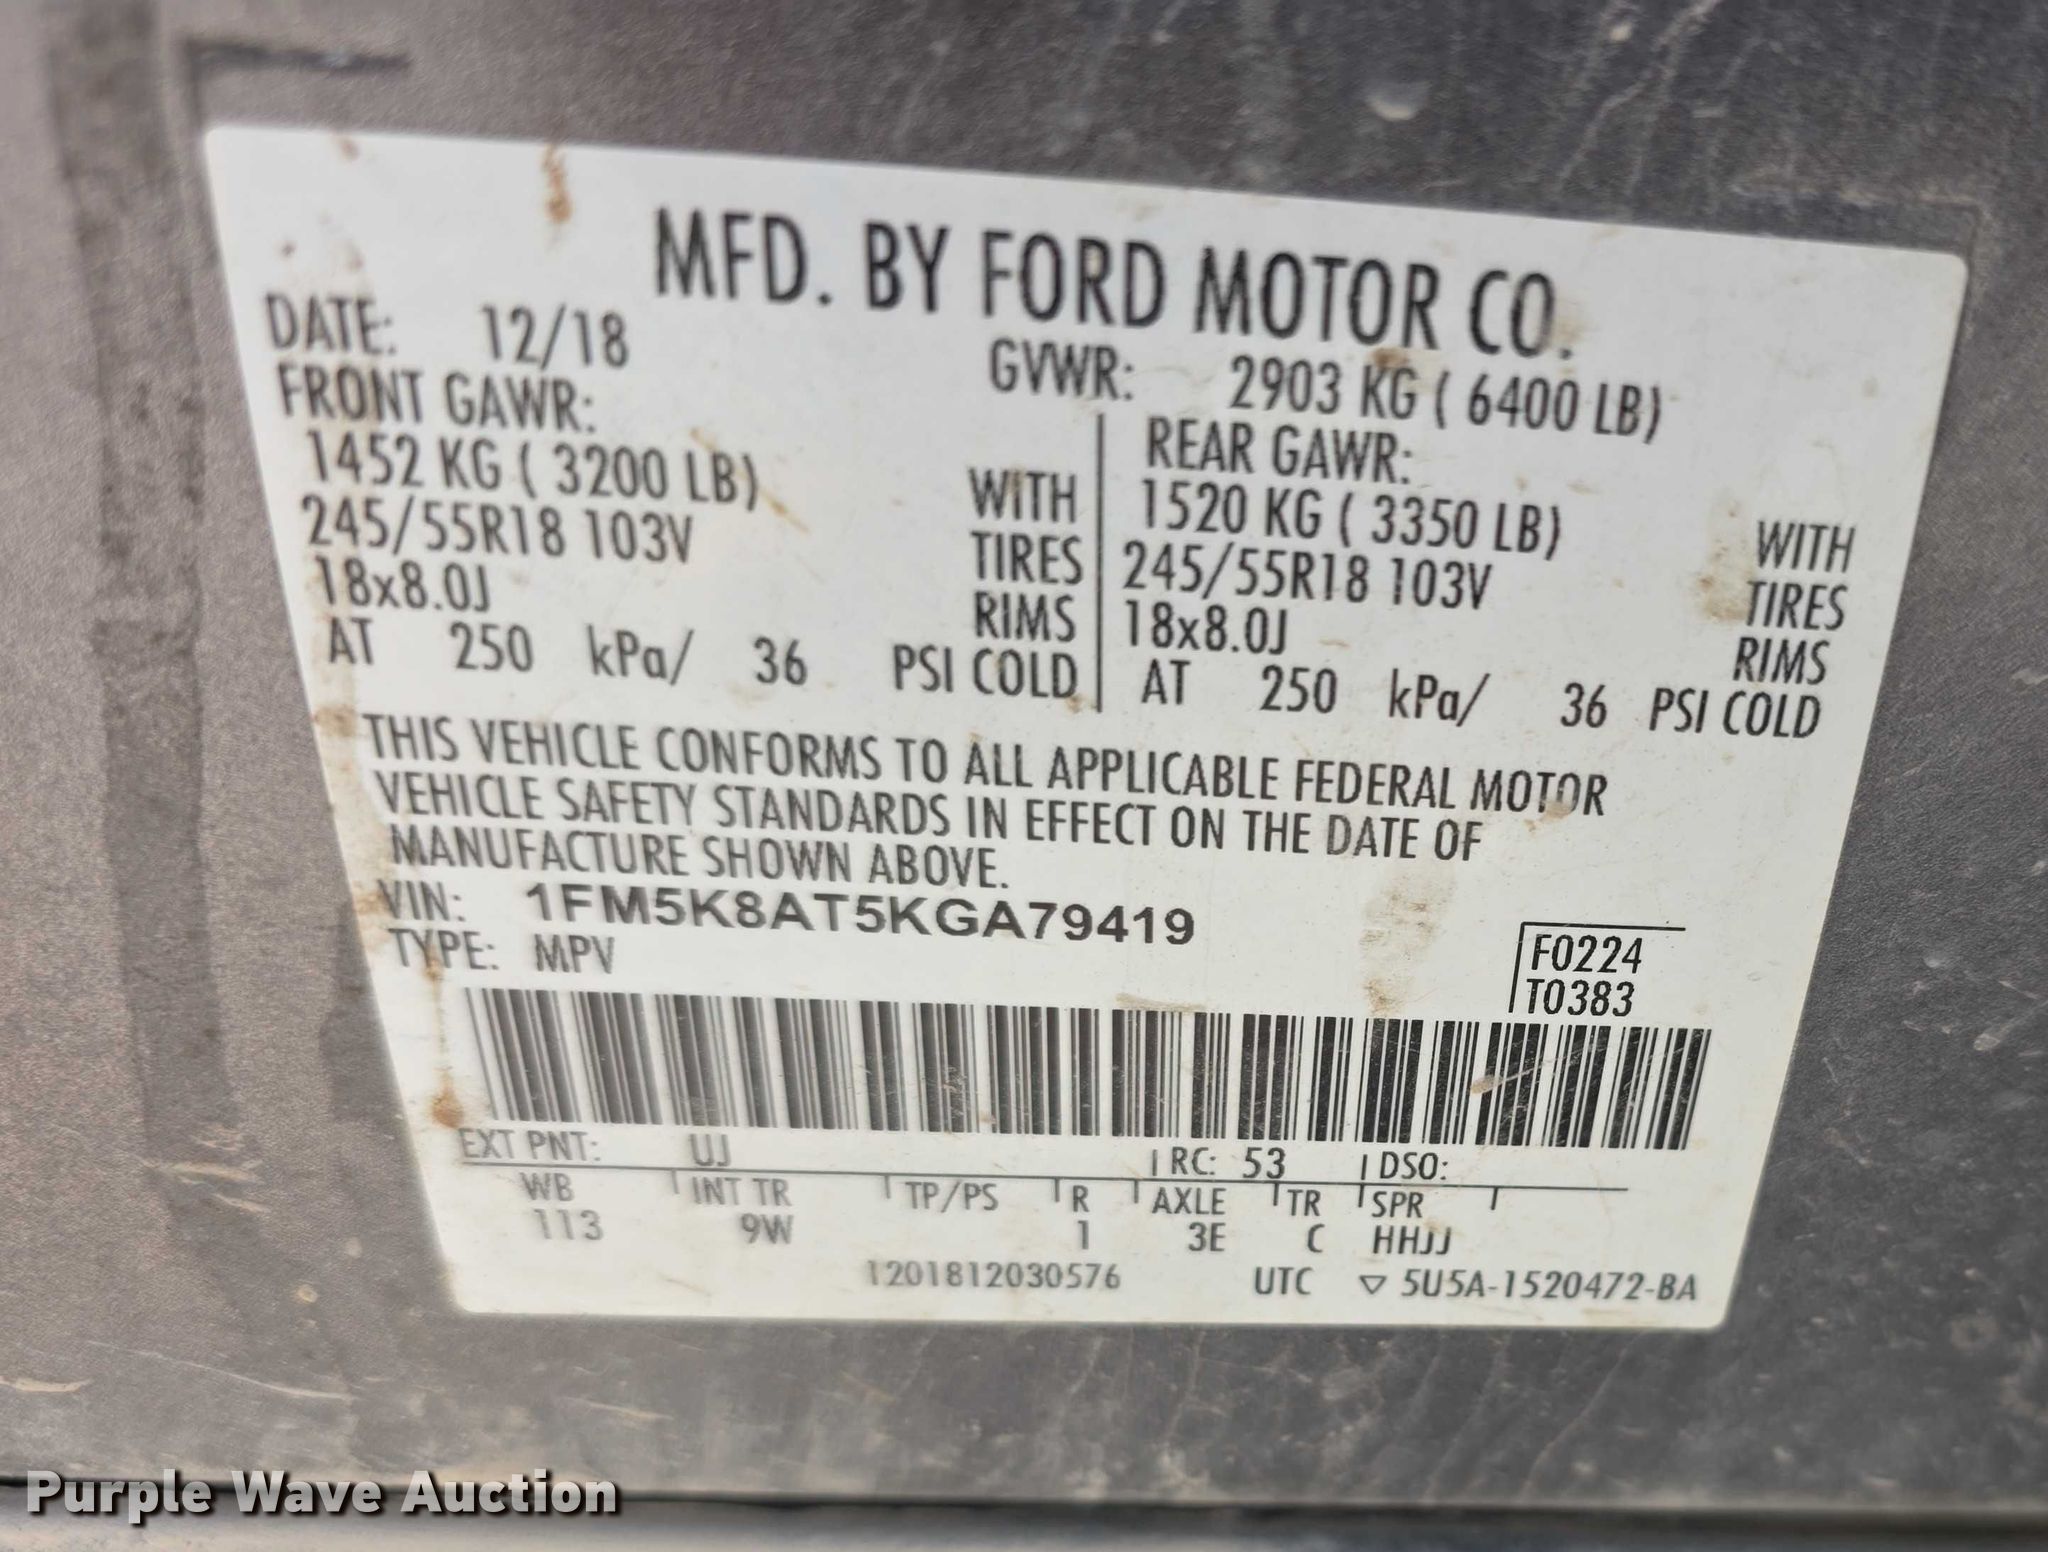 MFD. BY FORD MOTOR CO.
DATE: 12/18 GVWR: 2903 KG ( 6400 LB)
FRONT GAWR: REAR GAWR:
1452 KG ( 3200 LB) WITH 1520 KG ( 3350 LB) WITH
245/55R18 103V TIRES 245/55R18 103V TIRES
18x8.0J RIMS 18x8.0J RIMS
AT 250 kPa/ 36 PSI COLD AT 250 kPa/ 36 PSI COLD
THIS VEHICLE CONFORMS TO ALL APPLICABLE FEDERAL MOTOR
VEHICLE SAFETY STANDARDS IN EFFECT ON THE DATE OF
MANUFACTURE SHOWN ABOVE.
VIN: 1FM5K8AT5KGA79419
TYPE: MPV
F0224
T0383
EXT PNT: UJ RC: 53 DSO:
WB INT TR TP/PS R AXLE TR SPR
113 9W 1 3E C HHJJ
1201812030576 UTC ▽ 5U5A-1520472-BA
Purple Wave Auction